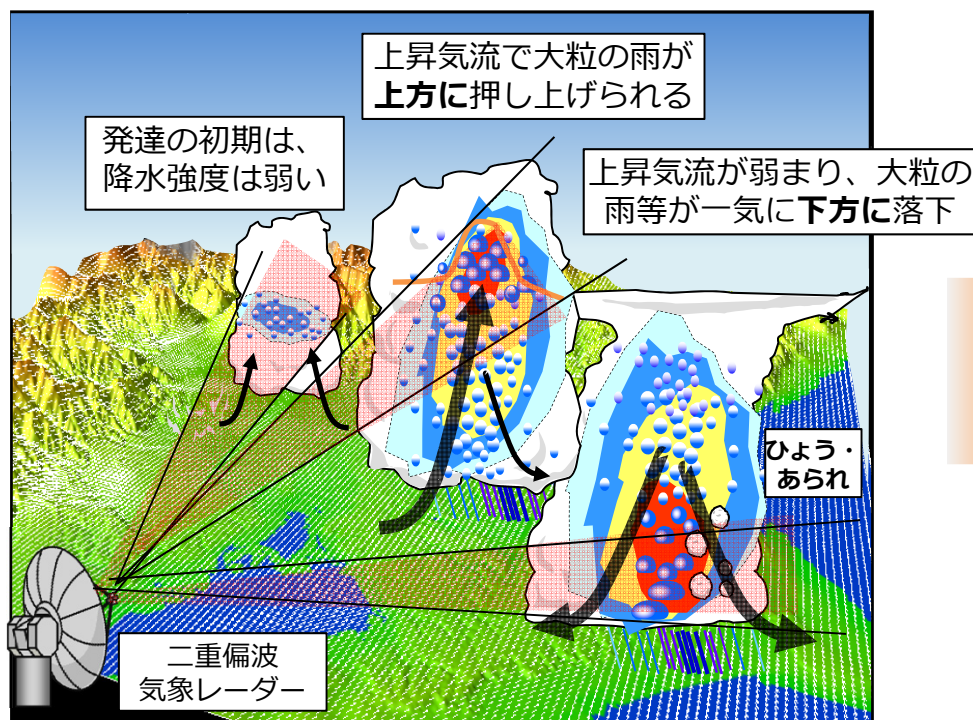 上昇気流で大粒の雨が
上方に押し上げられる
発達の初期は、
降水強度は弱い
上昇気流が弱まり、大粒の
雨等が一気に下方に落下
ひょう・
あられ
二重偏波
気象レーダー